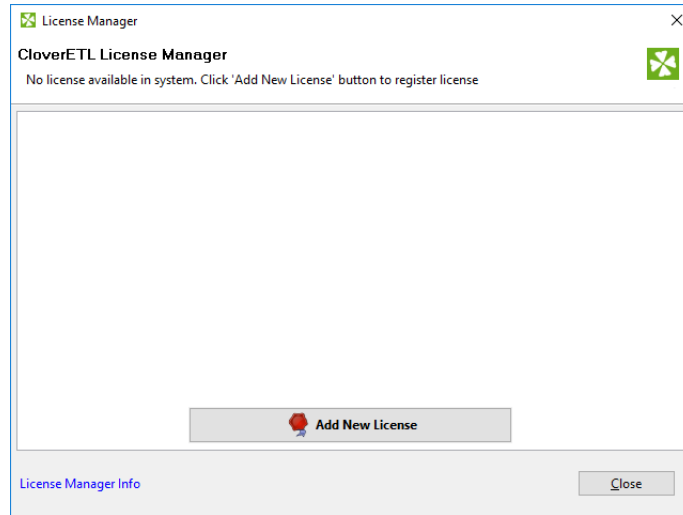 License Manager
CloverETL License Manager
No license available in system. Click 'Add New License' button to register license
Add New License
License Manager Info
Close